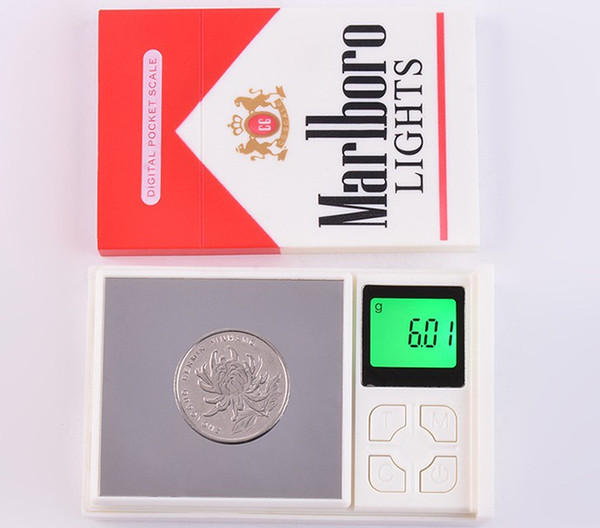 DIGITAL POCKET SCALE
Marlboro
LIGHTS
g
6.01
T M
C